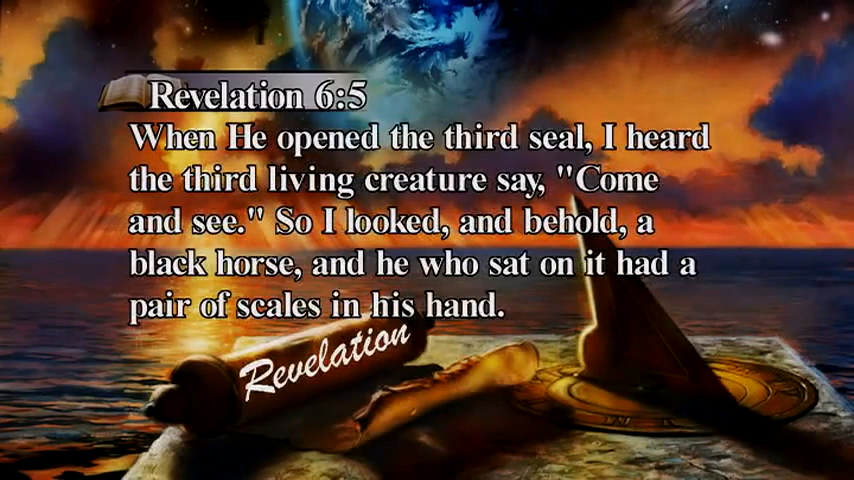 Revelation 6:5
When He opened the third seal, I heard
the third living creature say, "Come
and see." So I looked, and behold, a
black horse, and he who sat on it had a
pair of scales in his hand.
Revelation